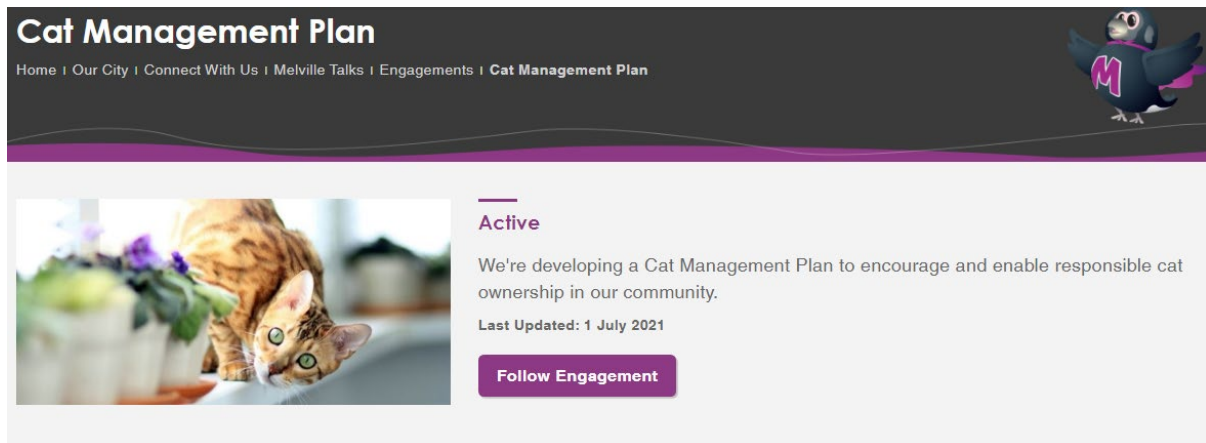 Cat Management Plan
Home | Our City | Connect With Us | Melville Talks | Engagements | Cat Management Plan
M
Active
We're developing a Cat Management Plan to encourage and enable responsible cat
ownership in our community.
Last Updated: 1 July 2021
Follow Engagement